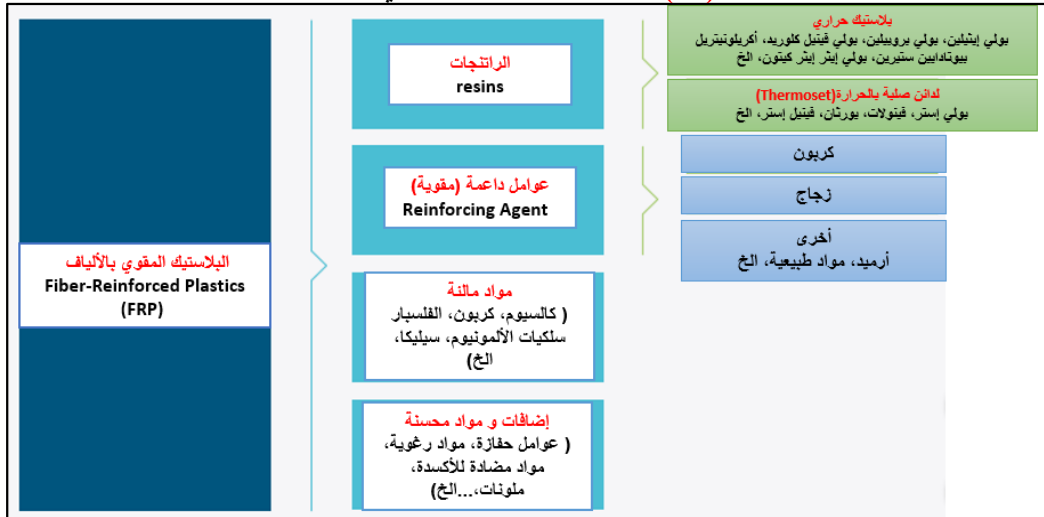 البلاستيك المقوي بالألياف
Fiber-Reinforced Plastics
(FRP)
الراتنجات
resins
بلاستيك حراري
بولي إيثيلين، بولي بروبيلين، بولي ڤينيل كلوريد، أكريلونيتريل
بيوتادايين ستيرين، بولي إيثر إيثر كيتون، الخ
لدائن صلبة بالحرارة(Thermoset)
بولي إستر، ڤينولات، يورثان، ڤينيل إستر، الخ
عوامل داعمة (مقوية)
Reinforcing Agent
كربون
زجاج
أخرى
أرميد، مواد طبيعية، الخ
مواد مالئة
( كالسيوم، كربون، الفلسبار
سلكيات الألمونيوم، سيليكا،
الخ)
إضافات و مواد محسنة
( عوامل حفازة، مواد رغوية،
مواد مضادة للأكسدة،
ملونات،...الخ)